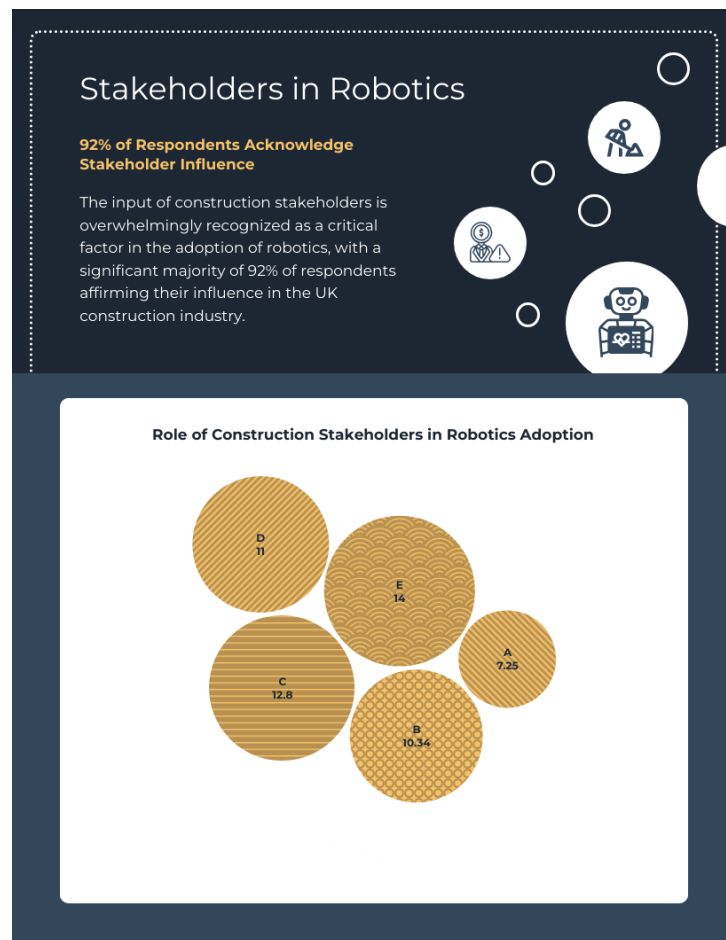 Stakeholders in Robotics
92% of Respondents Acknowledge
Stakeholder Influence
The input of construction stakeholders is
overwhelmingly recognized as a critical
factor in the adoption of robotics, with a
significant majority of 92% of respondents
affirming their influence in the UK
construction industry.
$
!
Role of Construction Stakeholders in Robotics Adoption
D
11
E
14
A
7.25
C
12.8
B
10.34